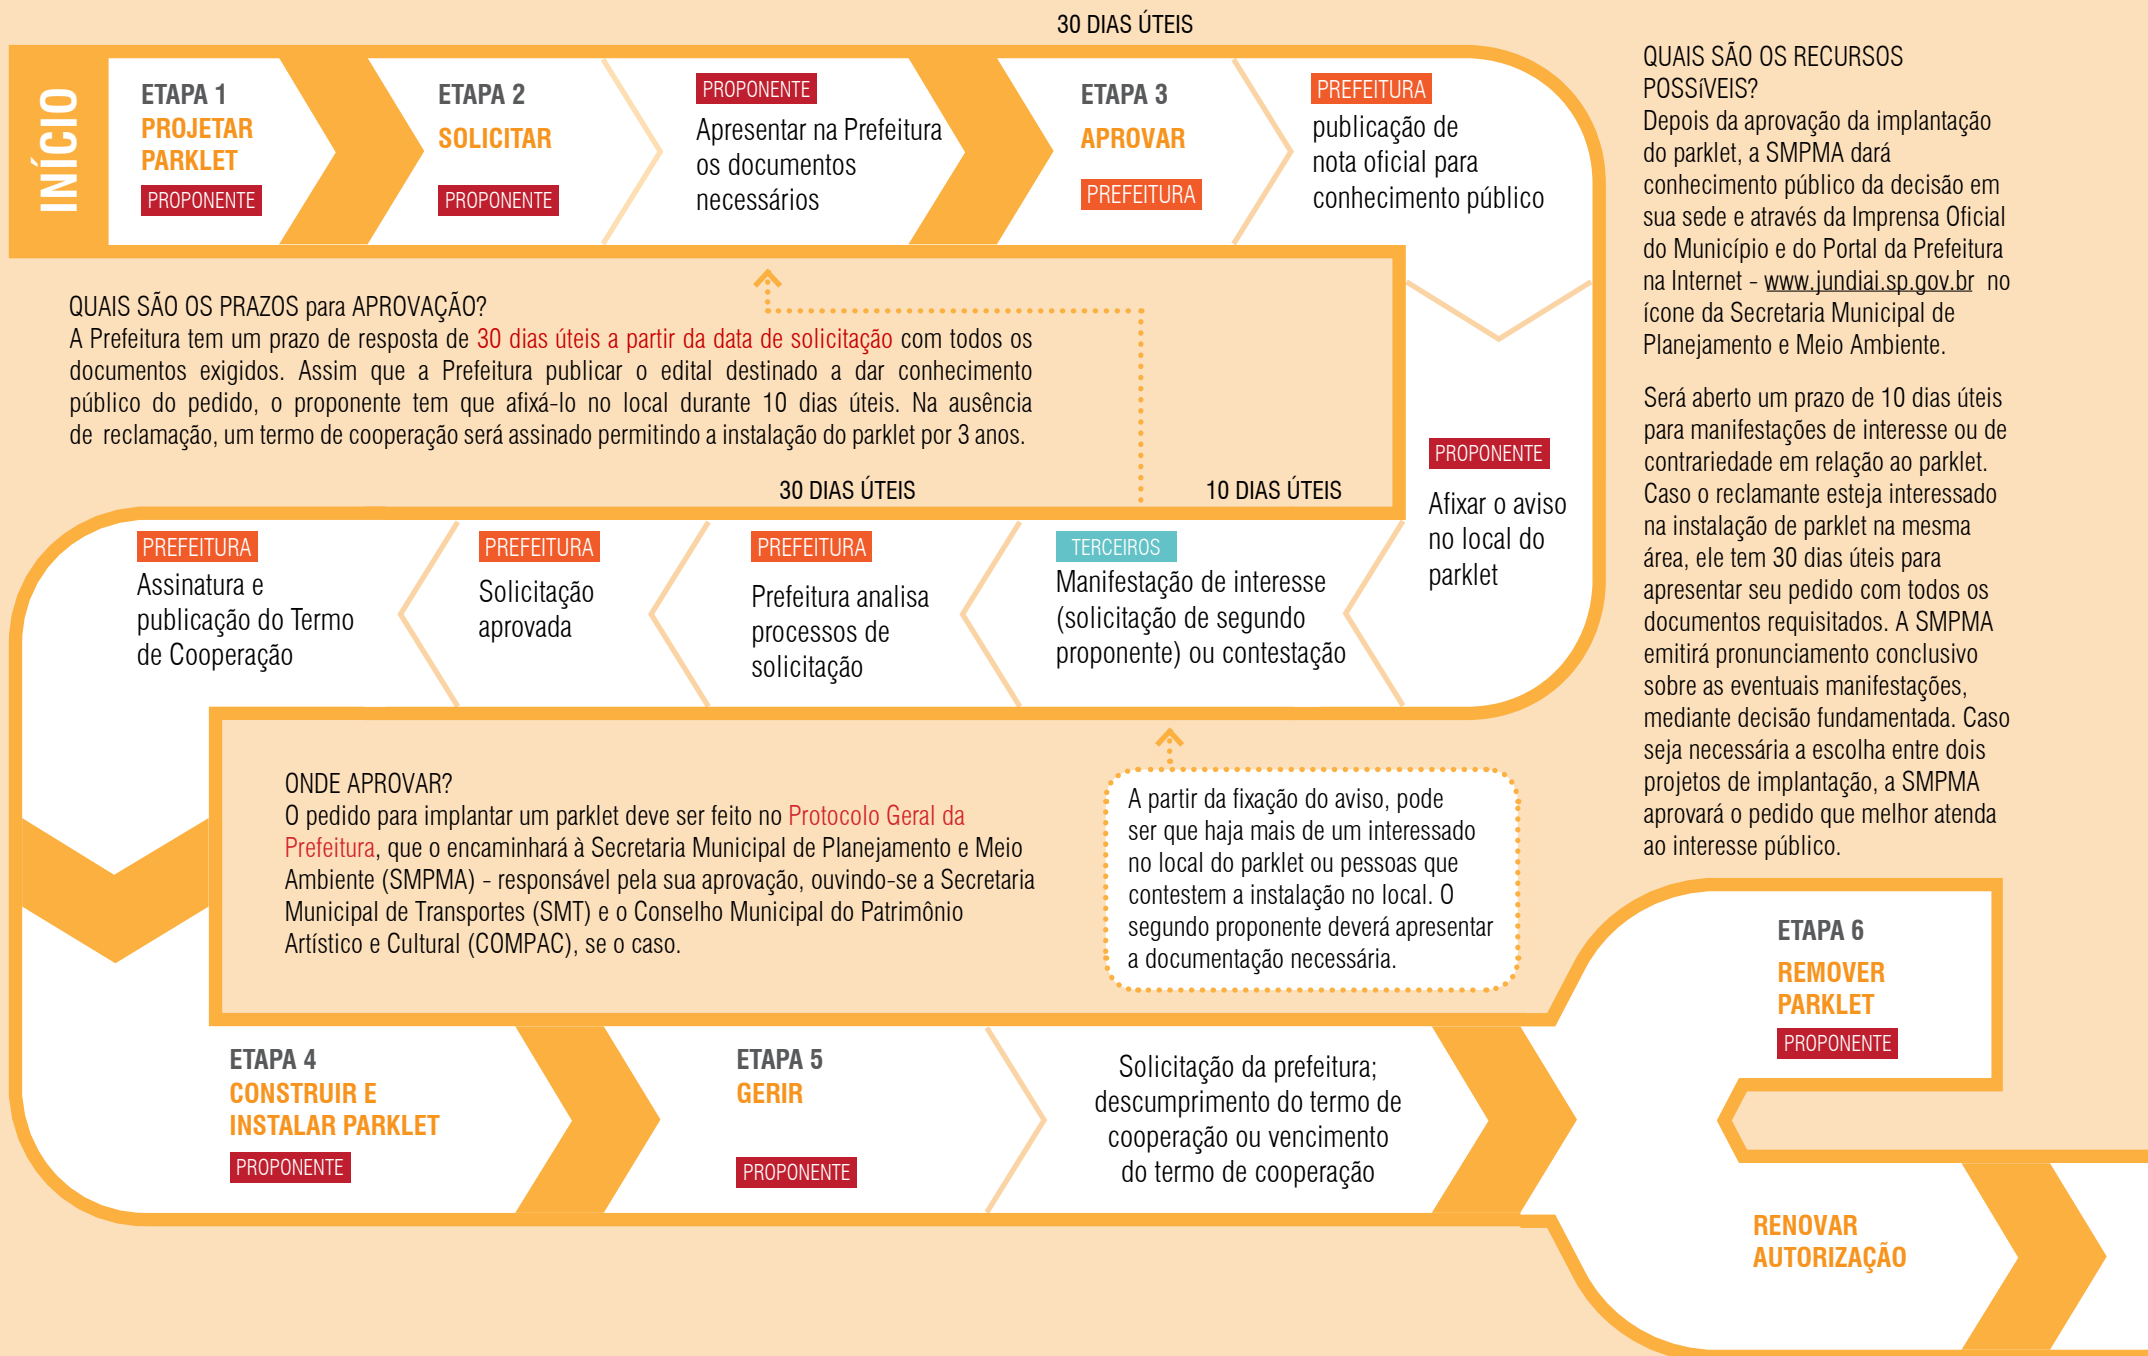 30 DIAS ÚTEIS
INÍCIO
ETAPA 1
PROJETAR
PARKLET
PROPONENTE
ETAPA 2
SOLICITAR
PROPONENTE
PROPONENTE
Apresentar na Prefeitura
os documentos
necessários
ETAPA 3
APROVAR
PREFEITURA
PREFEITURA
publicação de
nota oficial para
conhecimento público
QUAIS SÃO OS PRAZOS para APROVAÇÃO?
A Prefeitura tem um prazo de resposta de 30 dias úteis a partir da data de solicitação com todos os
documentos exigidos. Assim que a Prefeitura publicar o edital destinado a dar conhecimento
público do pedido, o proponente tem que afixá-lo no local durante 10 dias úteis. Na ausência
de reclamação, um termo de cooperação será assinado permitindo a instalação do parklet por 3 anos.
PROPONENTE
Afixar o aviso
no local do
parklet
10 DIAS ÚTEIS
TERCEIROS
Manifestação de interesse
(solicitação de segundo
proponente) ou contestação
30 DIAS ÚTEIS
PREFEITURA
Prefeitura analisa
processos de
solicitação
PREFEITURA
Solicitação
aprovada
PREFEITURA
Assinatura e
publicação do Termo
de Cooperação
ONDE APROVAR?
O pedido para implantar um parklet deve ser feito no Protocolo Geral da
Prefeitura, que o encaminhará à Secretaria Municipal de Planejamento e Meio
Ambiente (SMPMA) - responsável pela sua aprovação, ouvindo-se a Secretaria
Municipal de Transportes (SMT) e o Conselho Municipal do Patrimônio
Artístico e Cultural (COMPAC), se o caso.
A partir da fixação do aviso, pode
ser que haja mais de um interessado
no local do parklet ou pessoas que
contestem a instalação no local. O
segundo proponente deverá apresentar
a documentação necessária.
ETAPA 4
CONSTRUIR E
INSTALAR PARKLET
PROPONENTE
ETAPA 5
GERIR
PROPONENTE
Solicitação da prefeitura;
descumprimento do termo de
cooperação ou vencimento
do termo de cooperação
ETAPA 6
REMOVER
PARKLET
PROPONENTE
RENOVAR
AUTORIZAÇÃO
QUAIS SÃO OS RECURSOS
POSSíVEIS?
Depois da aprovação da implantação
do parklet, a SMPMA dará
conhecimento público da decisão em
sua sede e através da Imprensa Oficial
do Município e do Portal da Prefeitura
na Internet - www.jundiai.sp.gov.br no
ícone da Secretaria Municipal de
Planejamento e Meio Ambiente.
Será aberto um prazo de 10 dias úteis
para manifestações de interesse ou de
contrariedade em relação ao parklet.
Caso o reclamante esteja interessado
na instalação de parklet na mesma
área, ele tem 30 dias úteis para
apresentar seu pedido com todos os
documentos requisitados. A SMPMA
emitirá pronunciamento conclusivo
sobre as eventuais manifestações,
mediante decisão fundamentada. Caso
seja necessária a escolha entre dois
projetos de implantação, a SMPMA
aprovará o pedido que melhor atenda
ao interesse público.